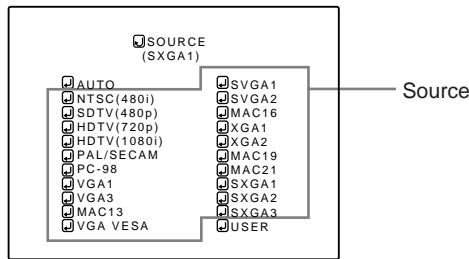 SOURCE
(SXGA1)
AUTO
NTSC(480i)
SDTV(480p)
HDTV(720p)
HDTV(1080i)
PAL/SECAM
PC-98
VGA1
VGA3
MAC13
VGA VESA
SVGA1
SVGA2
MAC16
XGA1
XGA2
MAC19
MAC21
SXGA1
SXGA2
SXGA3
USER
Source